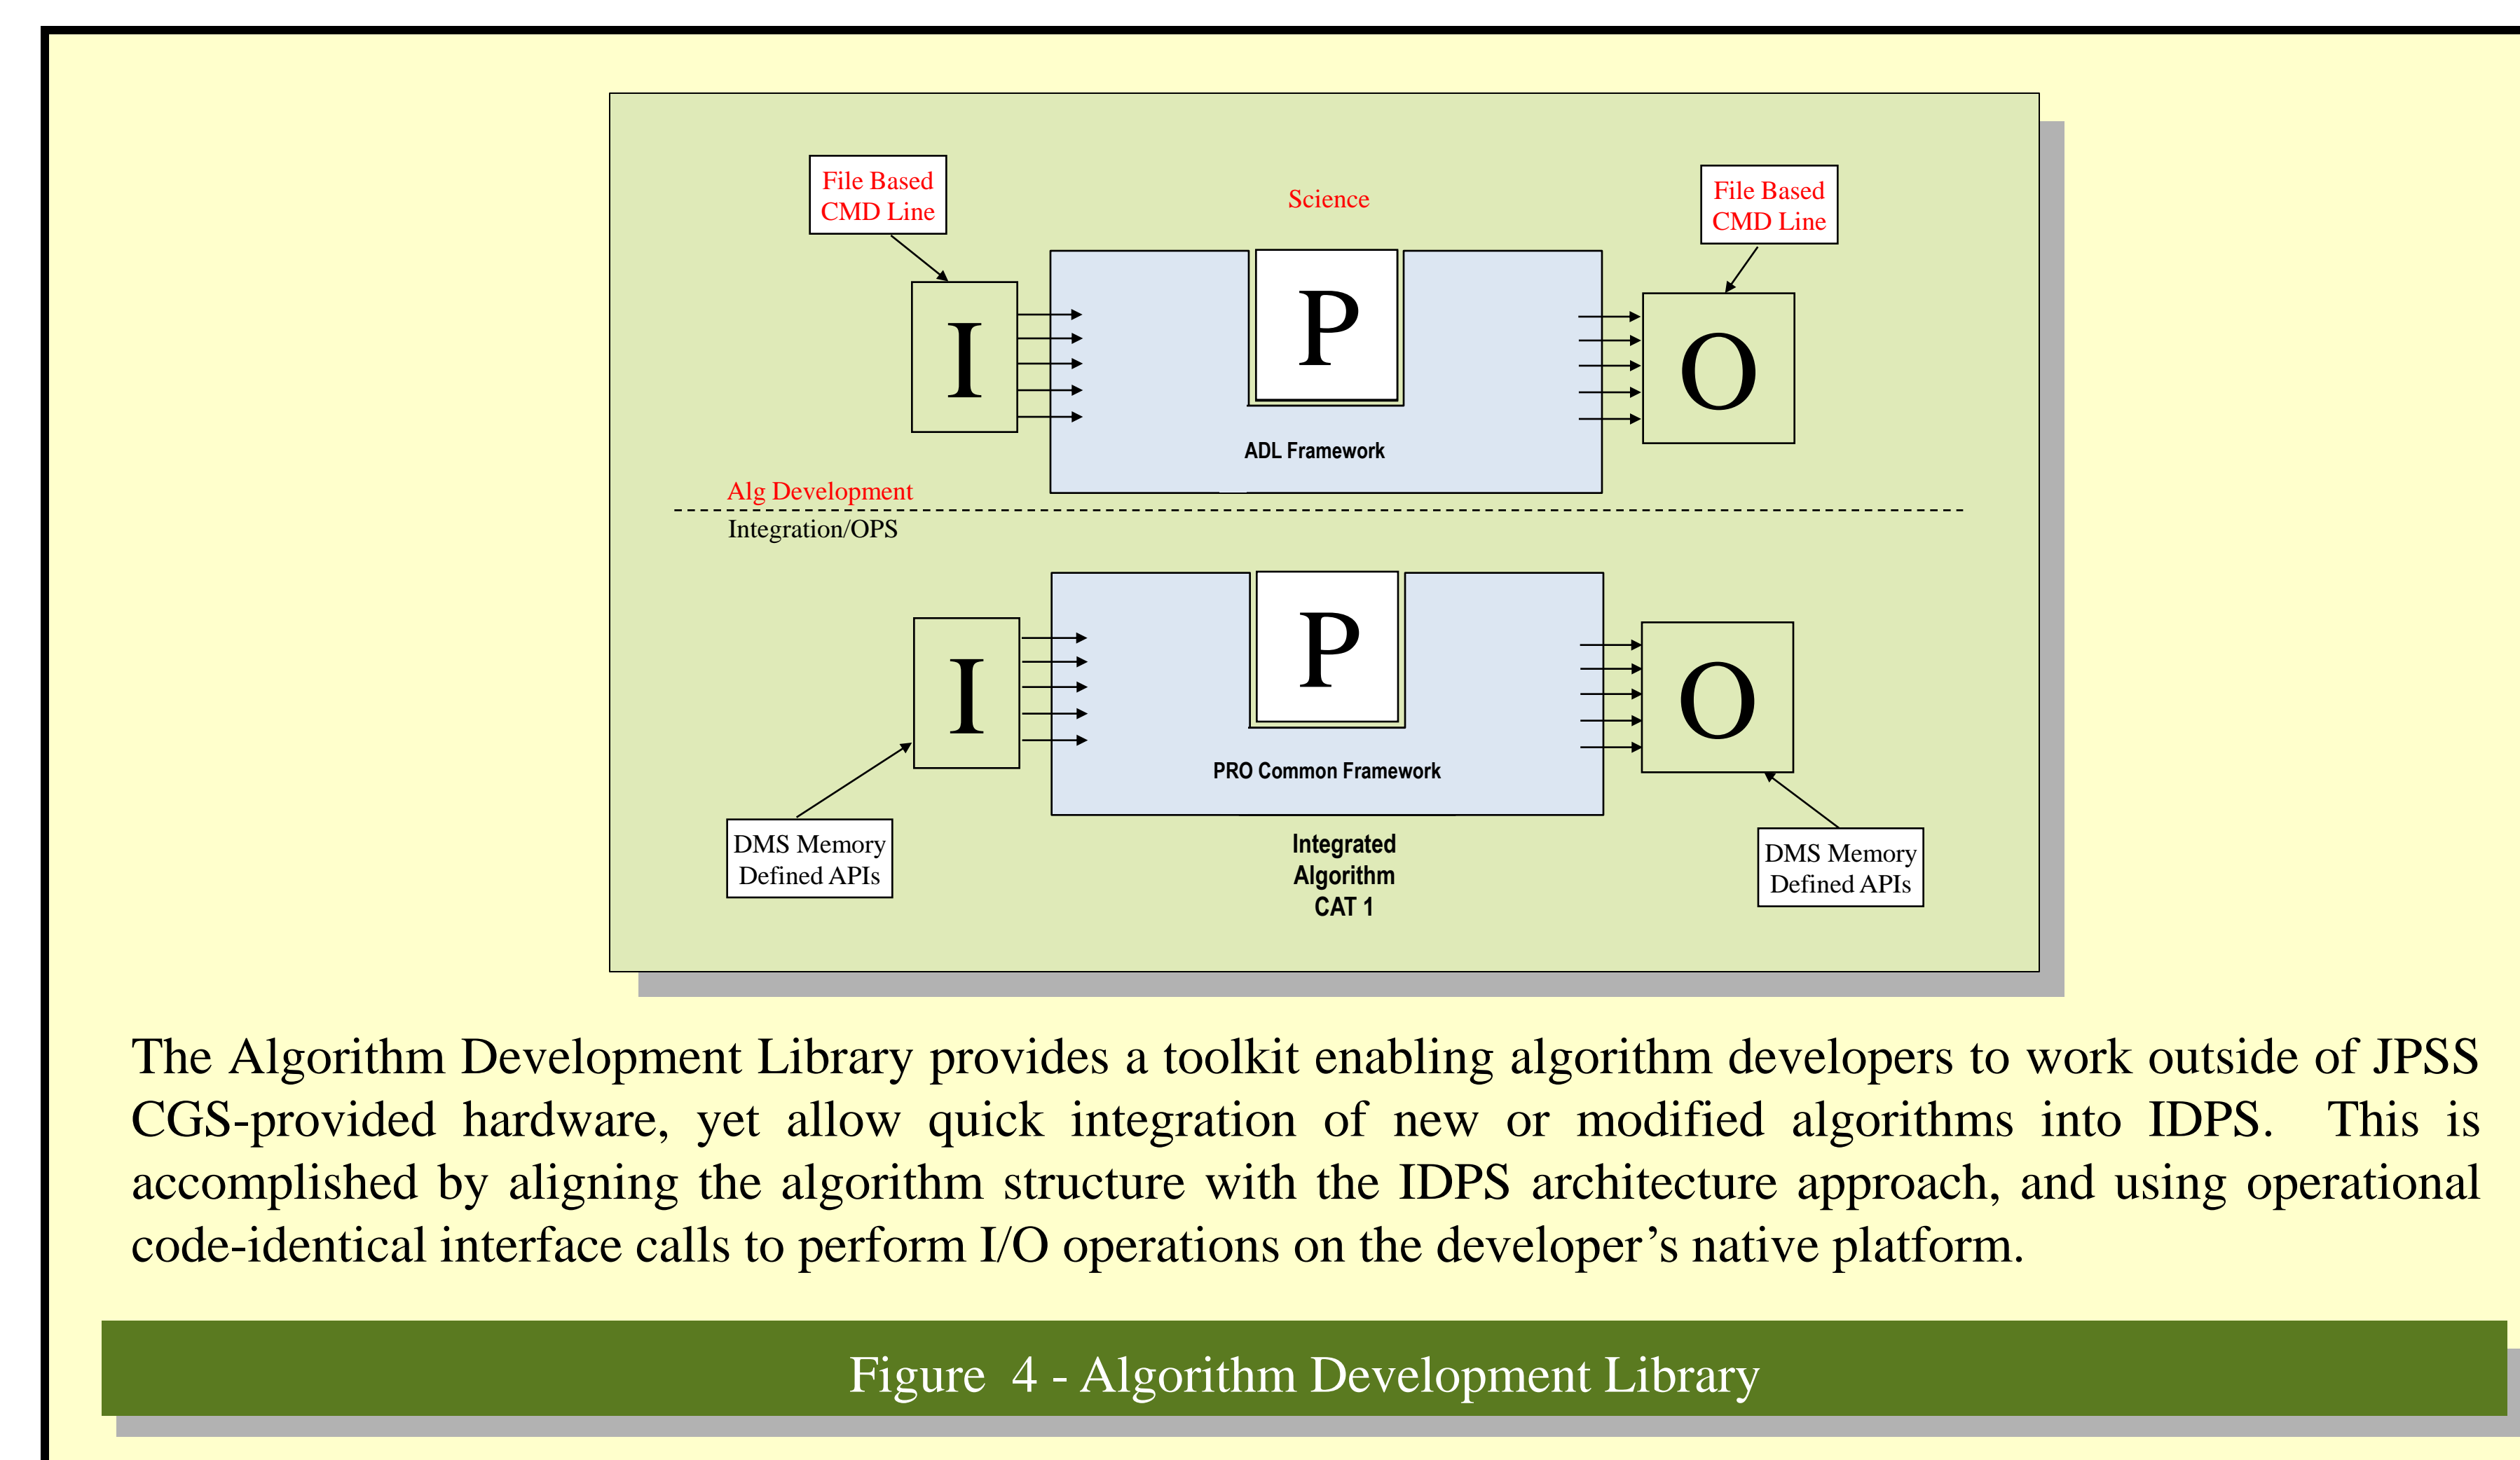 File Based
CMD Line
Science
File Based
CMD Line
I
P
O
ADL Framework
Alg Development
Integration/OPS
I
P
O
PRO Common Framework
DMS Memory
Defined APIs
Integrated
Algorithm
CAT 1
DMS Memory
Defined APIs
The Algorithm Development Library provides a toolkit enabling algorithm developers to work outside of JPSS
CGS-provided hardware, yet allow quick integration of new or modified algorithms into IDPS. This is
accomplished by aligning the algorithm structure with the IDPS architecture approach, and using operational
code-identical interface calls to perform I/O operations on the developer’s native platform.
Figure 4 - Algorithm Development Library